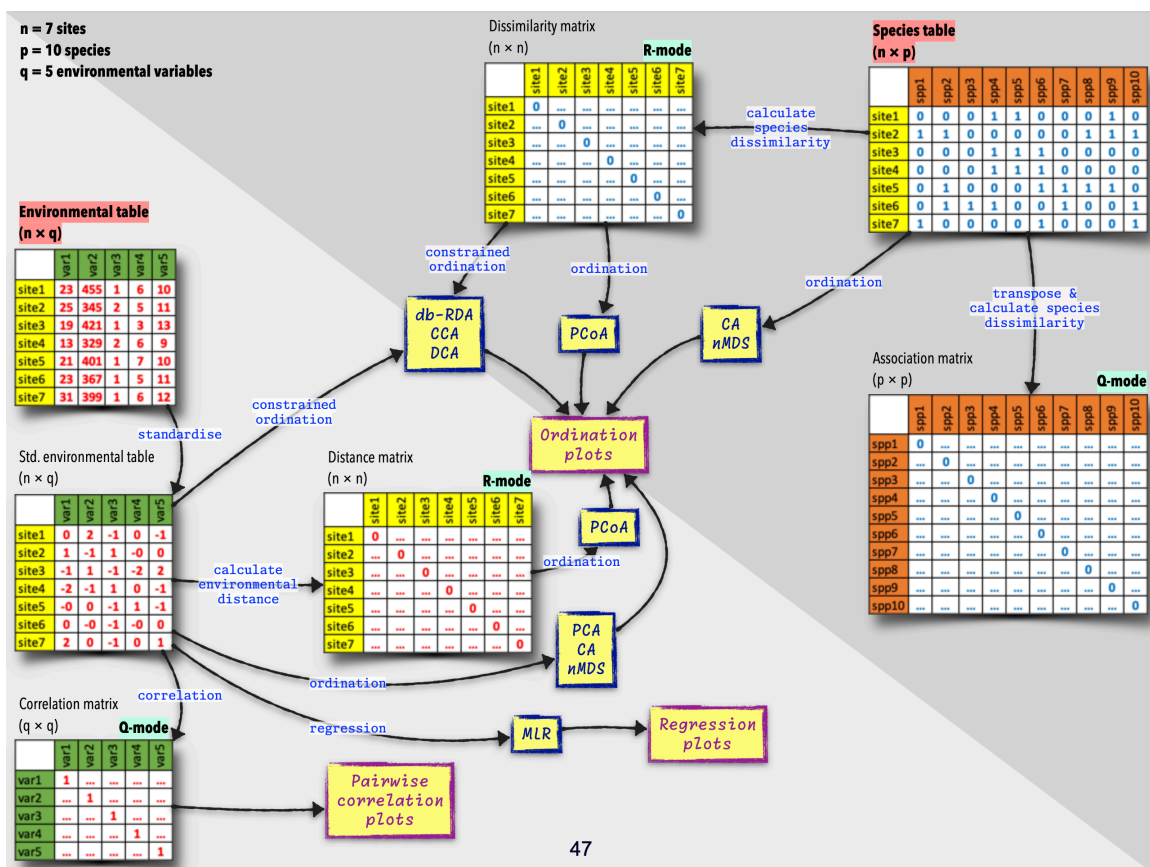 n = 7 sites
p = 10 species
q = 5 environmental variables
Dissimilarity matrix
(n × n)
R-mode
site1 site2 site3 site4 site5 site6 site7
site1 0 ... ... ... ... ... ...
site2 ... 0 ... ... ... ... ...
site3 ... ... 0 ... ... ... ...
site4 ... ... ... 0 ... ... ...
site5 ... ... ... ... 0 ... ...
site6 ... ... ... ... ... 0 ...
site7 ... ... ... ... ... ... 0
calculate
species
dissimilarity
Species table
(n × p)
spp1 spp2 spp3 spp4 spp5 spp6 spp7 spp8 spp9 spp10
site1 0 0 0 1 1 0 0 0 1 0
site2 1 1 0 0 0 0 0 1 1 1
site3 0 0 0 1 1 1 0 0 0 0
site4 0 0 0 1 1 1 0 0 0 0
site5 0 1 0 0 0 1 1 1 1 0
site6 0 1 1 1 0 0 1 0 0 1
site7 1 0 0 0 0 1 0 0 0 1
Environmental table
(n × q)
var1 var2 var3 var4 var5
site1 23 455 1 6 10
site2 25 345 2 5 11
site3 19 421 1 3 13
site4 13 329 2 6 9
site5 21 401 1 7 10
site6 23 367 1 5 11
site7 31 399 1 6 12
constrained
ordination
ordination
ordination
transpose &
calculate species
dissimilarity
db-RDA
CCA
DCA
PCoA
CA
nMDS
Association matrix
(p × p)
Q-mode
spp1 spp2 spp3 spp4 spp5 spp6 spp7 spp8 spp9 spp10
spp1 0 ... ... ... ... ... ... ... ... ...
spp2 ... 0 ... ... ... ... ... ... ... ...
spp3 ... ... 0 ... ... ... ... ... ... ...
spp4 ... ... ... 0 ... ... ... ... ... ...
spp5 ... ... ... ... 0 ... ... ... ... ...
spp6 ... ... ... ... ... 0 ... ... ... ...
spp7 ... ... ... ... ... ... 0 ... ... ...
spp8 ... ... ... ... ... ... ... 0 ... ...
spp9 ... ... ... ... ... ... ... ... 0 ...
spp10 ... ... ... ... ... ... ... ... ... 0
constrained
ordination
standardise
Ordination
plots
Std. environmental table
(n × q)
var1 var2 var3 var4 var5
site1 0 2 -1 0 -1
site2 1 -1 1 -0 0
site3 -1 1 -1 -2 2
site4 -2 -1 1 0 -1
site5 -0 0 -1 1 -1
site6 0 -0 -1 -0 0
site7 2 0 -1 0 1
calculate
environmental
distance
Distance matrix
(n × n)
R-mode
site1 site2 site3 site4 site5 site6 site7
site1 0 ... ... ... ... ... ...
site2 ... 0 ... ... ... ... ...
site3 ... ... 0 ... ... ... ...
site4 ... ... ... 0 ... ... ...
site5 ... ... ... ... 0 ... ...
site6 ... ... ... ... ... 0 ...
site7 ... ... ... ... ... ... 0
PCoA
ordination
PCA
CA
nMDS
ordination
correlation
regression
MLR
Regression
plots
Correlation matrix
(q × q)
Q-mode
var1 var2 var3 var4 var5
var1 1 ... ... ... ...
var2 ... 1 ... ... ...
var3 ... ... 1 ... ...
var4 ... ... ... 1 ...
var5 ... ... ... ... 1
Pairwise
correlation
plots
47